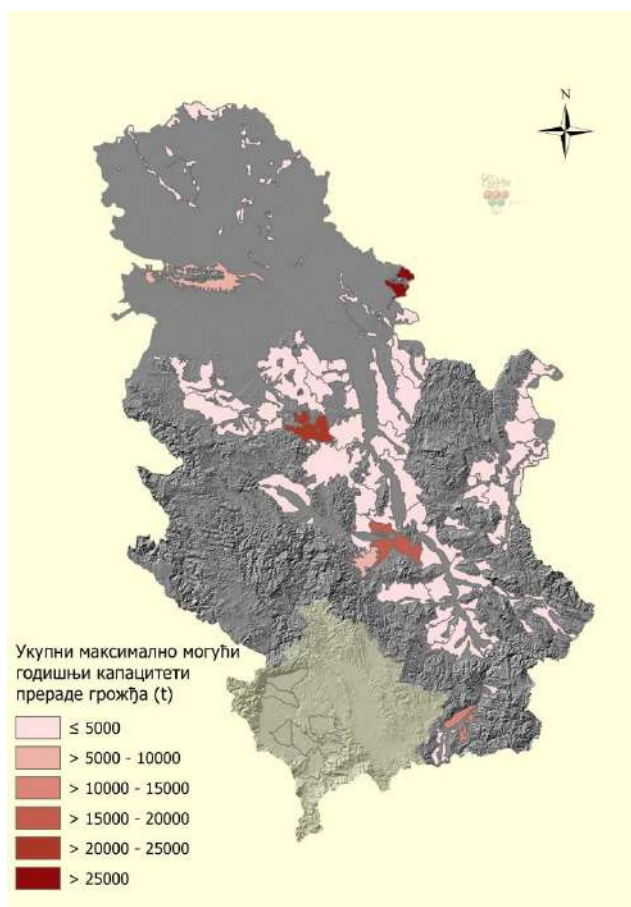 N
Укупни максимално могући
годишњи капацитети
прераде грожђа (t)
≤ 5000
> 5000 - 10000
> 10000 - 15000
> 15000 - 20000
> 20000 - 25000
> 25000